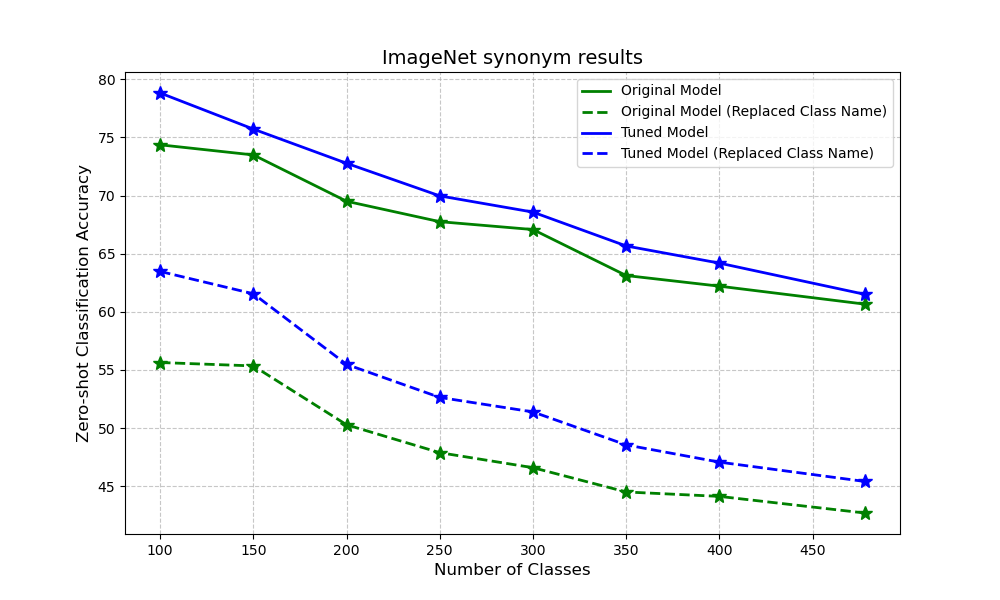 ImageNet synonym results
Zero-shot Classification Accuracy
80
75
70
65
60
55
50
45
Original Model
Original Model (Replaced Class Name)
Tuned Model
Tuned Model (Replaced Class Name)
100 150 200 250 300 350 400 450
Number of Classes